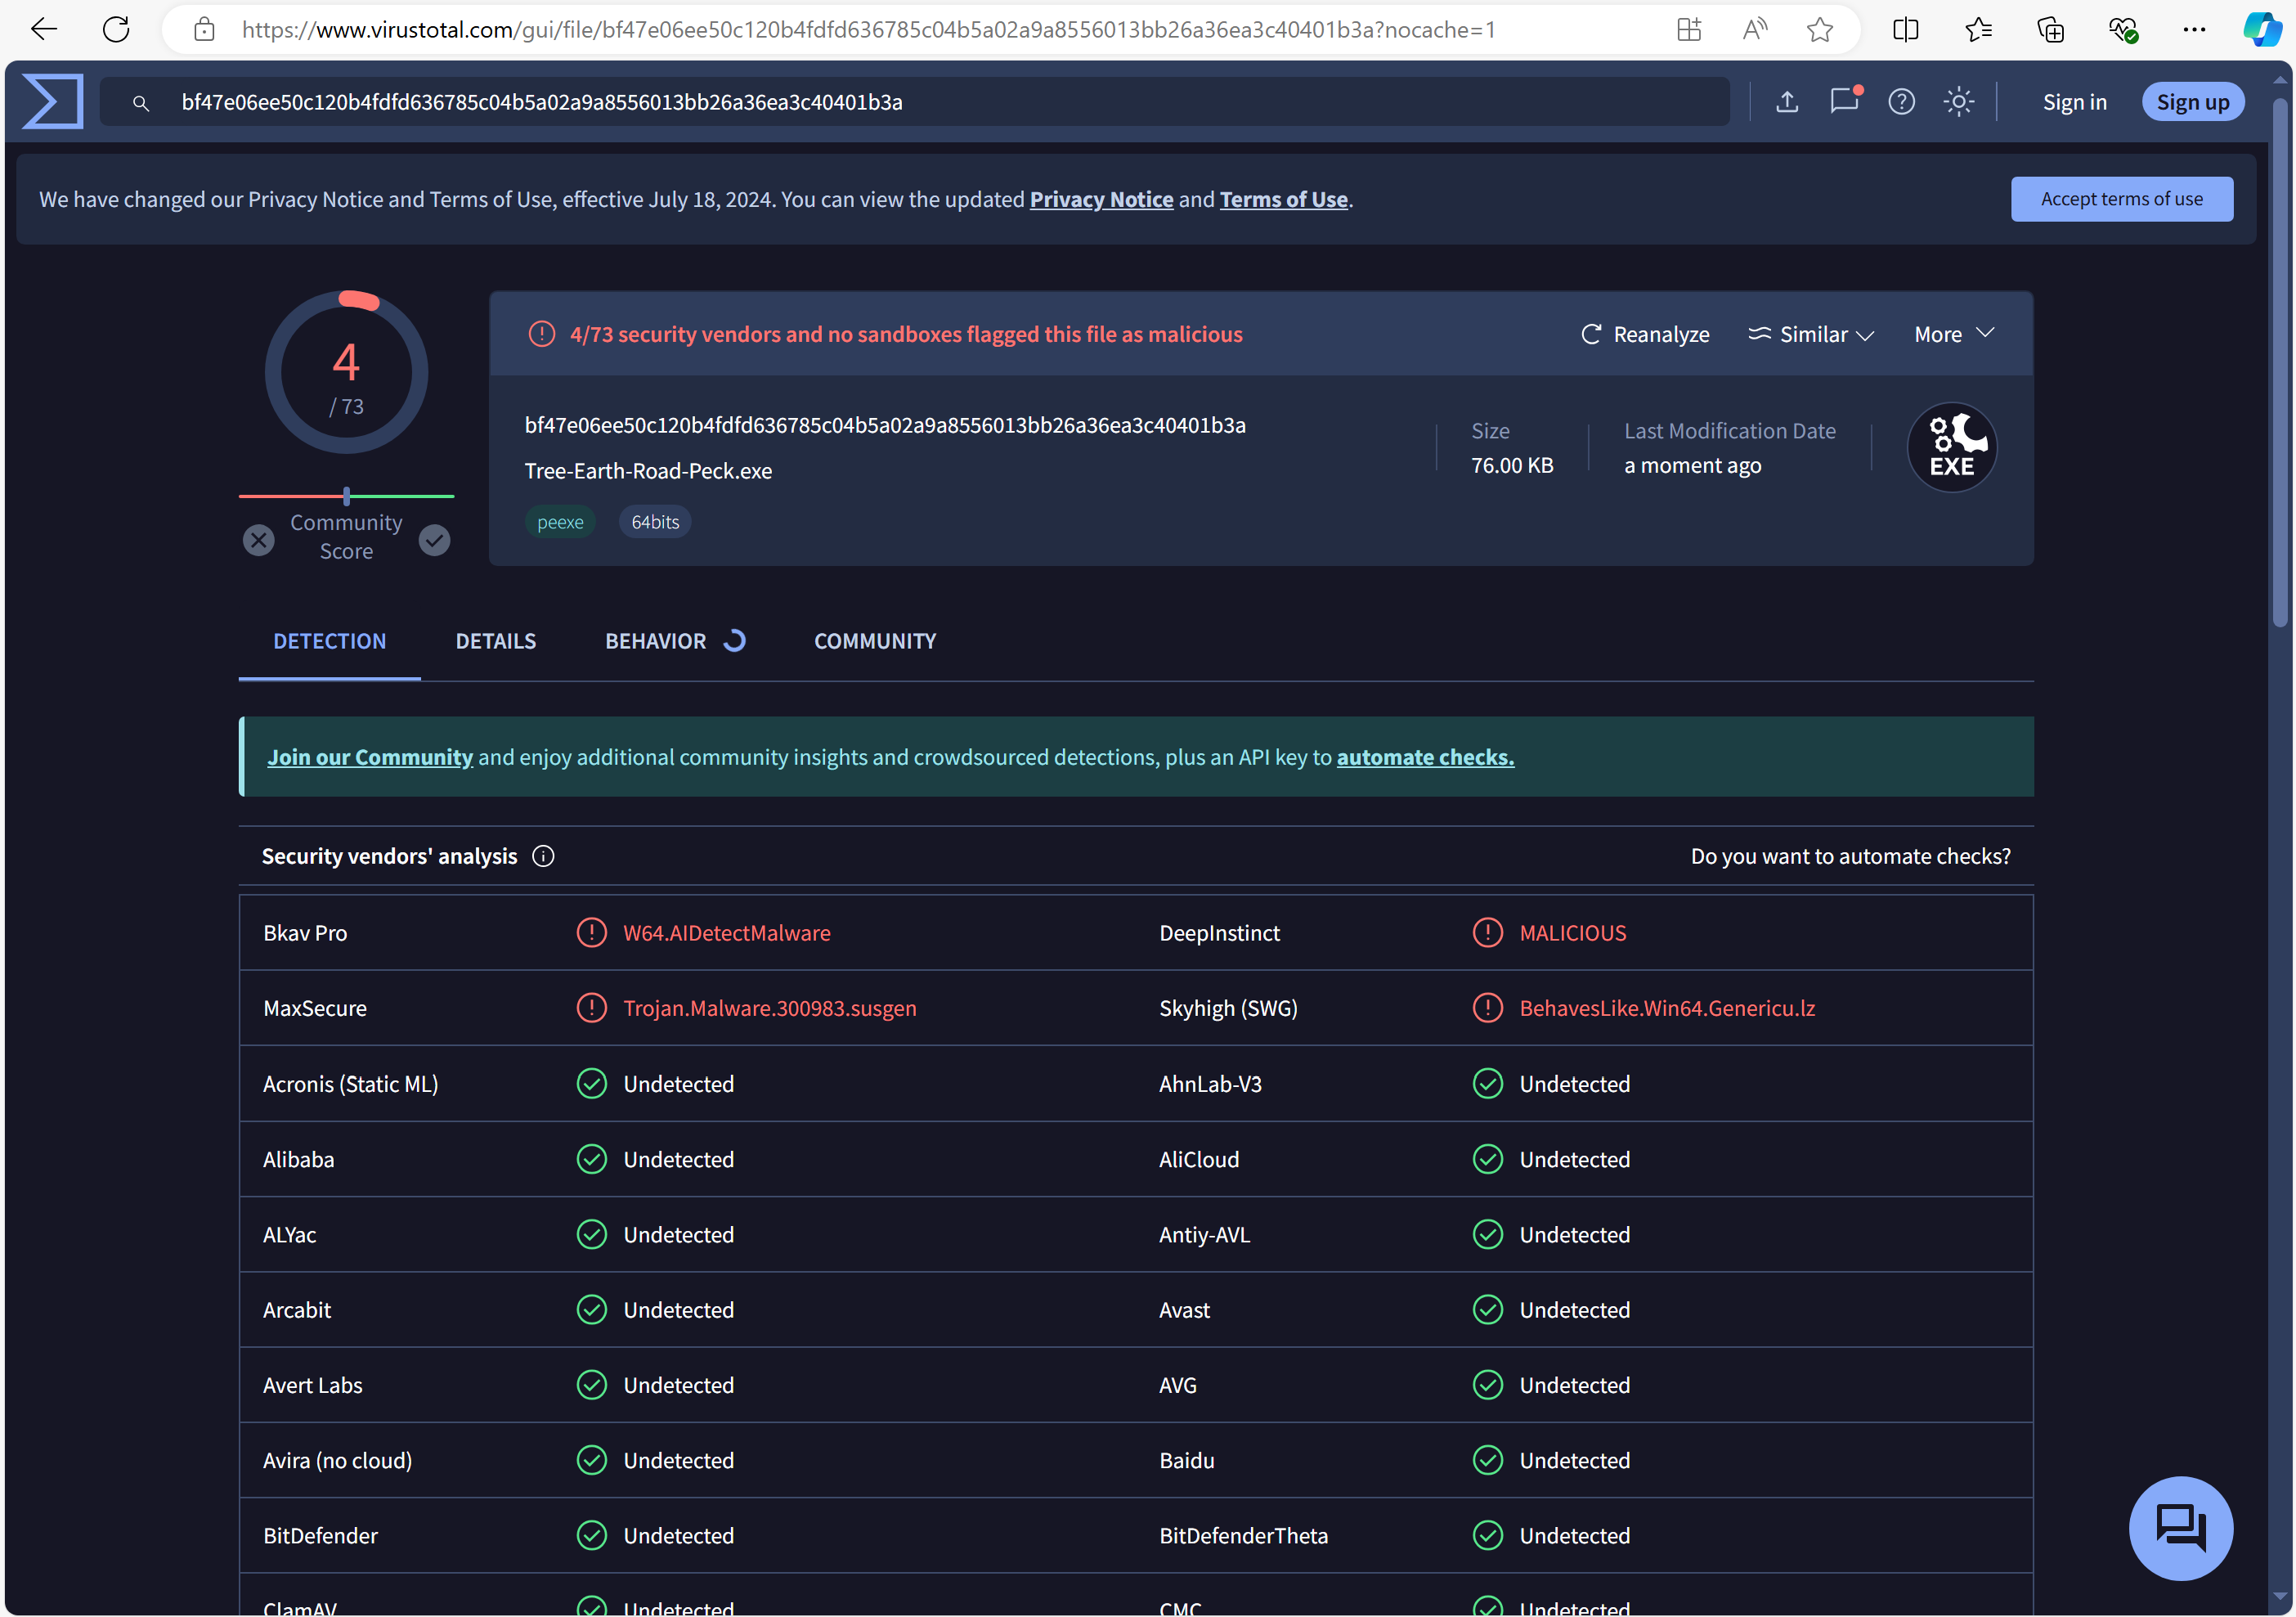 https://www.virustotal.com/gui/file/bf47e06ee50c120b4fdfd636785c04b5a02a9a8556013bb26a36ea3c40401b3a?nocache=1
bf47e06ee50c120b4fdfd636785c04b5a02a9a8556013bb26a36ea3c40401b3a
Sign in
Sign up
We have changed our Privacy Notice and Terms of Use, effective July 18, 2024. You can view the updated Privacy Notice and Terms of Use.
Accept terms of use
4
/ 73
Community
Score
4/73 security vendors and no sandboxes flagged this file as malicious
Reanalyze
Similar
More
bf47e06ee50c120b4fdfd636785c04b5a02a9a8556013bb26a36ea3c40401b3a
Tree-Earth-Road-Peck.exe
peexe
64bits
Size
76.00 KB
Last Modification Date
a moment ago
EXE
DETECTION
DETAILS
BEHAVIOR
COMMUNITY
Join our Community and enjoy additional community insights and crowdsourced detections, plus an API key to automate checks.
Security vendors' analysis
Do you want to automate checks?
Bkav Pro
W64.AIDetectMalware
DeepInstinct
MALICIOUS
MaxSecure
Trojan.Malware.300983.susgen
Skyhigh (SWG)
BehavesLike.Win64.Genericu.lz
Acronis (Static ML)
Undetected
AhnLab-V3
Undetected
Alibaba
Undetected
AliCloud
Undetected
ALYac
Undetected
Antiy-AVL
Undetected
Arcabit
Undetected
Avast
Undetected
Avert Labs
Undetected
AVG
Undetected
Avira (no cloud)
Undetected
Baidu
Undetected
BitDefender
Undetected
BitDefenderTheta
Undetected
ClamAV
Undetected
CMC
Undetected